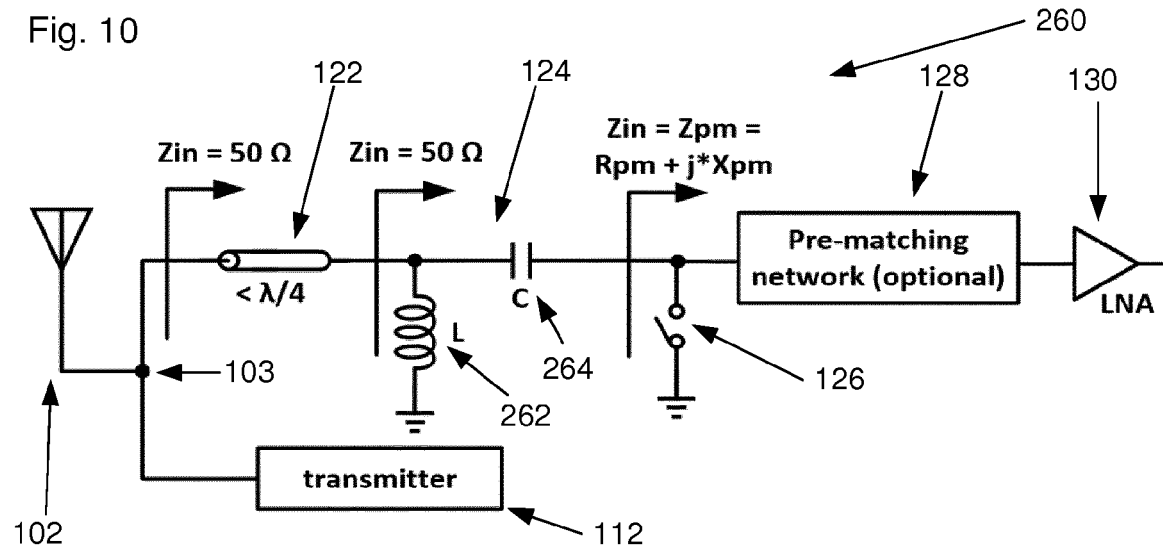 Fig. 10
260
122
124
128
130
Zin = 50 Ω
Zin = 50 Ω
Zin = Zpm =
Rpm + j*Xpm
Pre-matching
network (optional)
< λ/4
C
L
LNA
103
262
264
126
transmitter
102
112